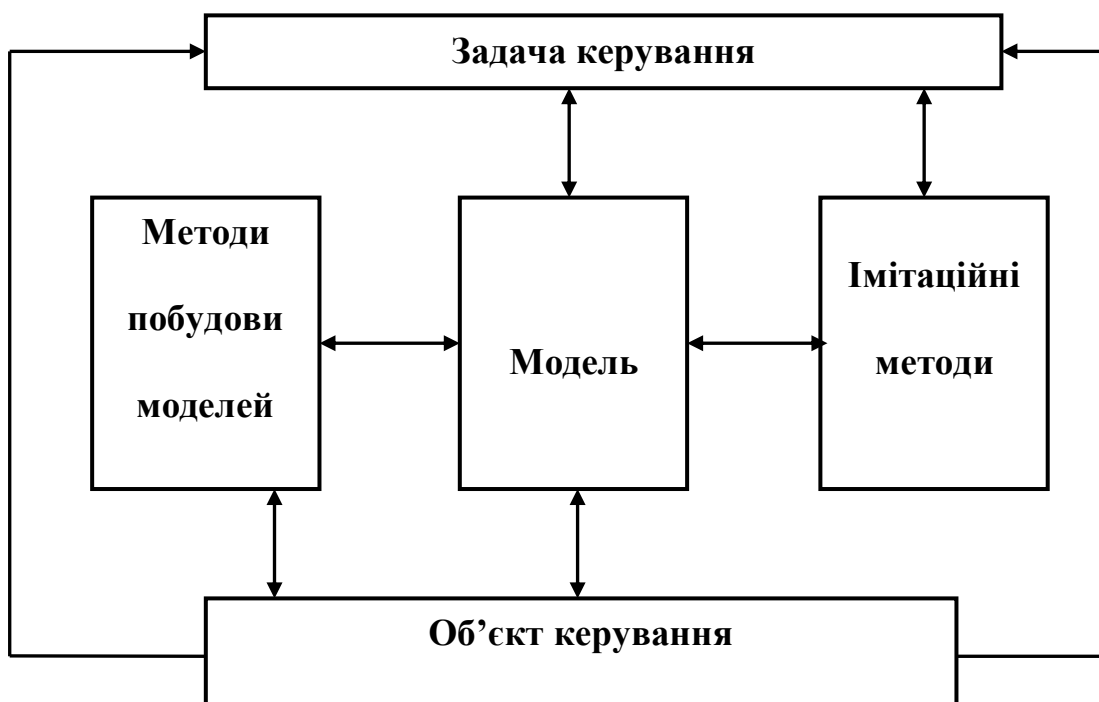 Задача керування
Методи
побудови
моделей
Модель
Імітаційні
методи
Об’єкт керування